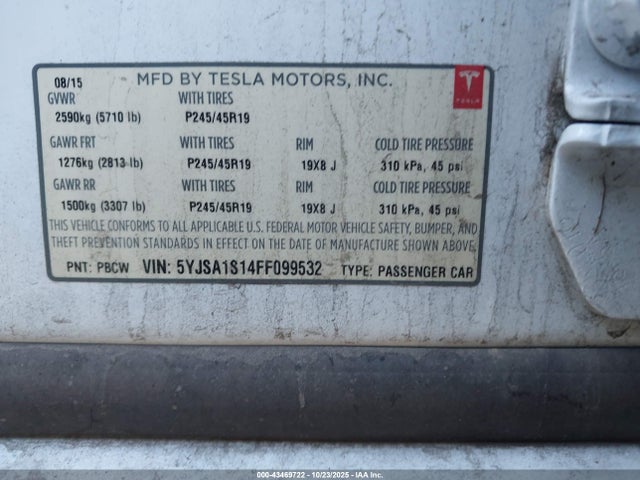 08/15 MFD BY TESLA MOTORS, INC.
GVWR WITH TIRES
2590kg (5710 lb) P245/45R19
GAWR FRT WITH TIRES RIM COLD TIRE PRESSURE
1276kg (2813 lb) P245/45R19 19X8 J 310 kPa, 45 psi
GAWR RR WITH TIRES RIM COLD TIRE PRESSURE
1500kg (3307 lb) P245/45R19 19X8 J 310 kPa, 45 psi
THIS VEHICLE CONFORMS TO ALL APPLICABLE U.S. FEDERAL MOTOR VEHICLE SAFETY, BUMPER, AND
THEFT PREVENTION STANDARDS IN EFFECT ON THE DATE OF MANUFACTURE SHOWN ABOVE.
PNT: PBCW VIN: 5YJSA1S14FF099532 TYPE: PASSENGER CAR
TESLA
000-43469722 - 10/23/2025 - IAA Inc.